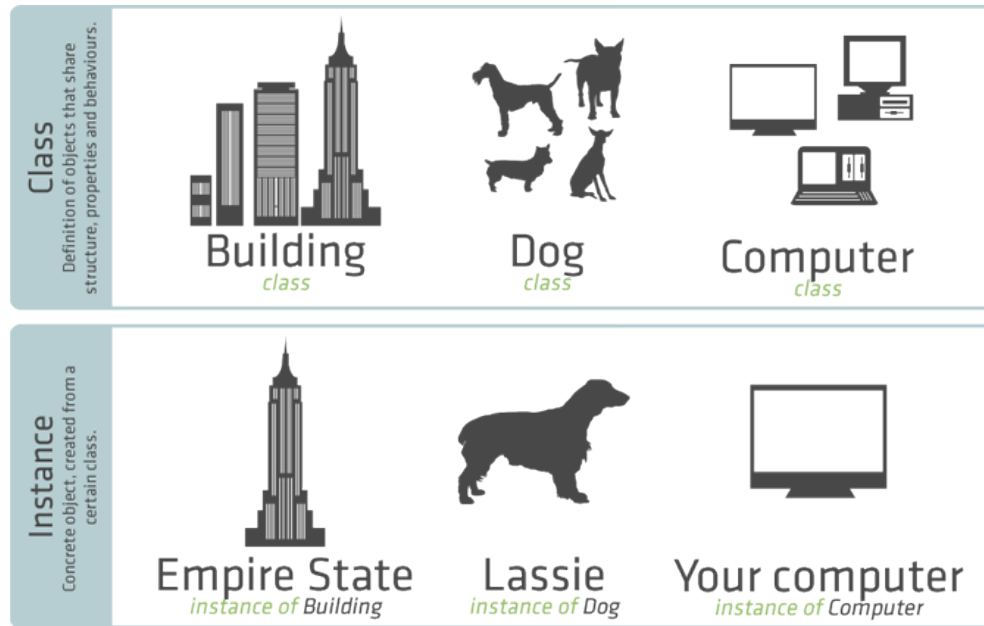 Class
Definition of objects that share
structure, properties and behaviours.
Building
class
Dog
class
Computer
class
Instance
Concrete object, created from a
certain class.
Empire State
instance of Building
Lassie
instance of Dog
Your computer
instance of Computer